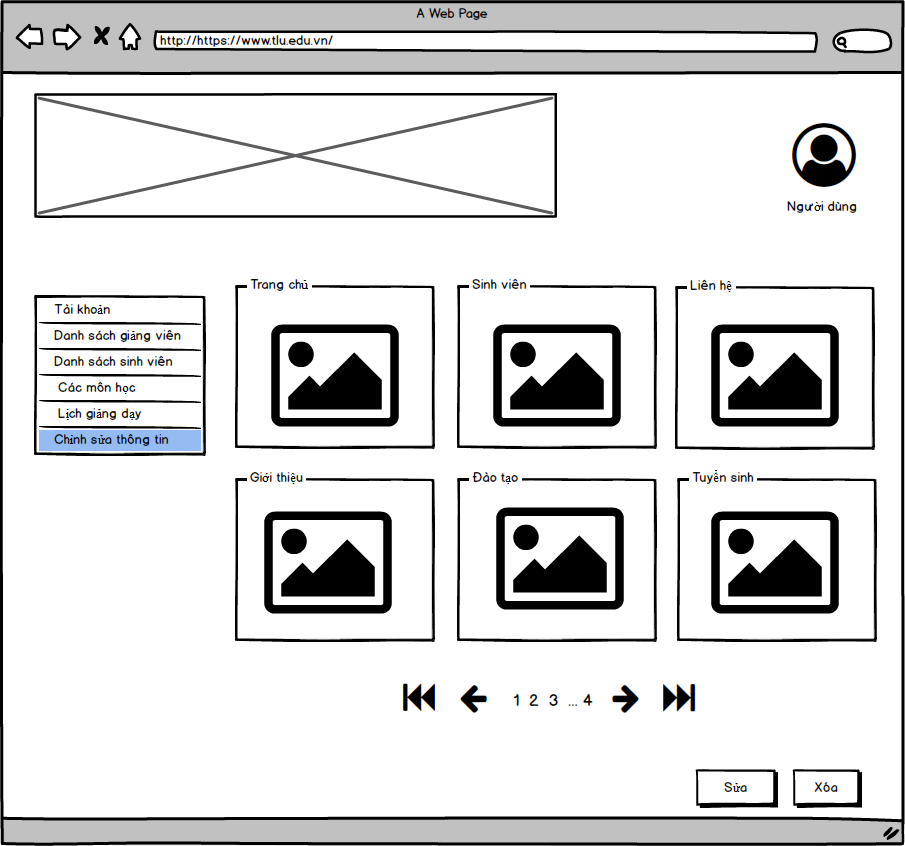 A Web Page
http://https://www.tlu.edu.vn/
Người dùng
Tài khoản
Danh sách giảng viên
Danh sách sinh viên
Các môn học
Lịch giảng dạy
Chỉnh sửa thông tin
Trang chủ
Sinh viên
Liên hệ
Giới thiệu
Đào tạo
Tuyển sinh
1 2 3 ... 4
Sửa
Xóa